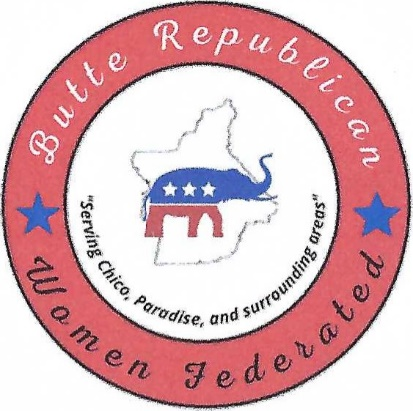 Butte Republican
"Serving Chico, Paradise, and surrounding areas"
Women Federated